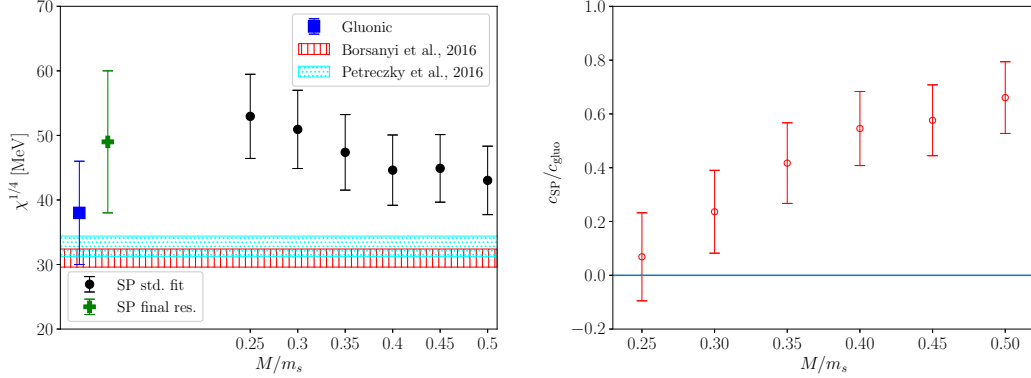 χ^{1/4} [MeV]
70
60
50
40
30
20
Gluonic
Borsanyi et al., 2016
Petreczky et al., 2016
SP std. fit
SP final res.
0.25 0.3 0.35 0.4 0.45 0.5
M/m_s
c_SP/c_gluo
1.0
0.8
0.6
0.4
0.2
0.0
−0.2
0.25 0.30 0.35 0.40 0.45 0.50
M/m_s